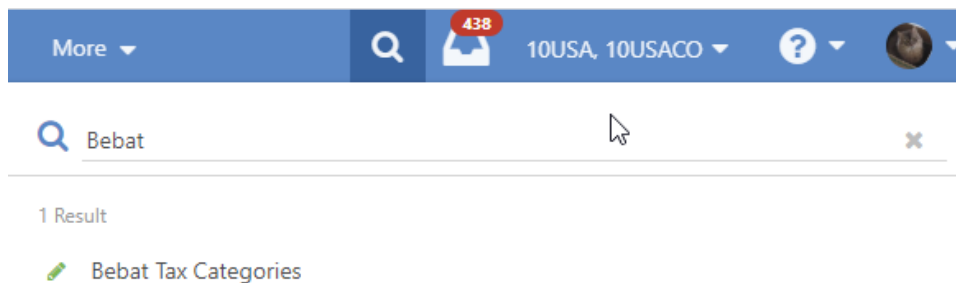 438
More 10USA, 10USACO ?
Bebat
1 Result
Bebat Tax Categories